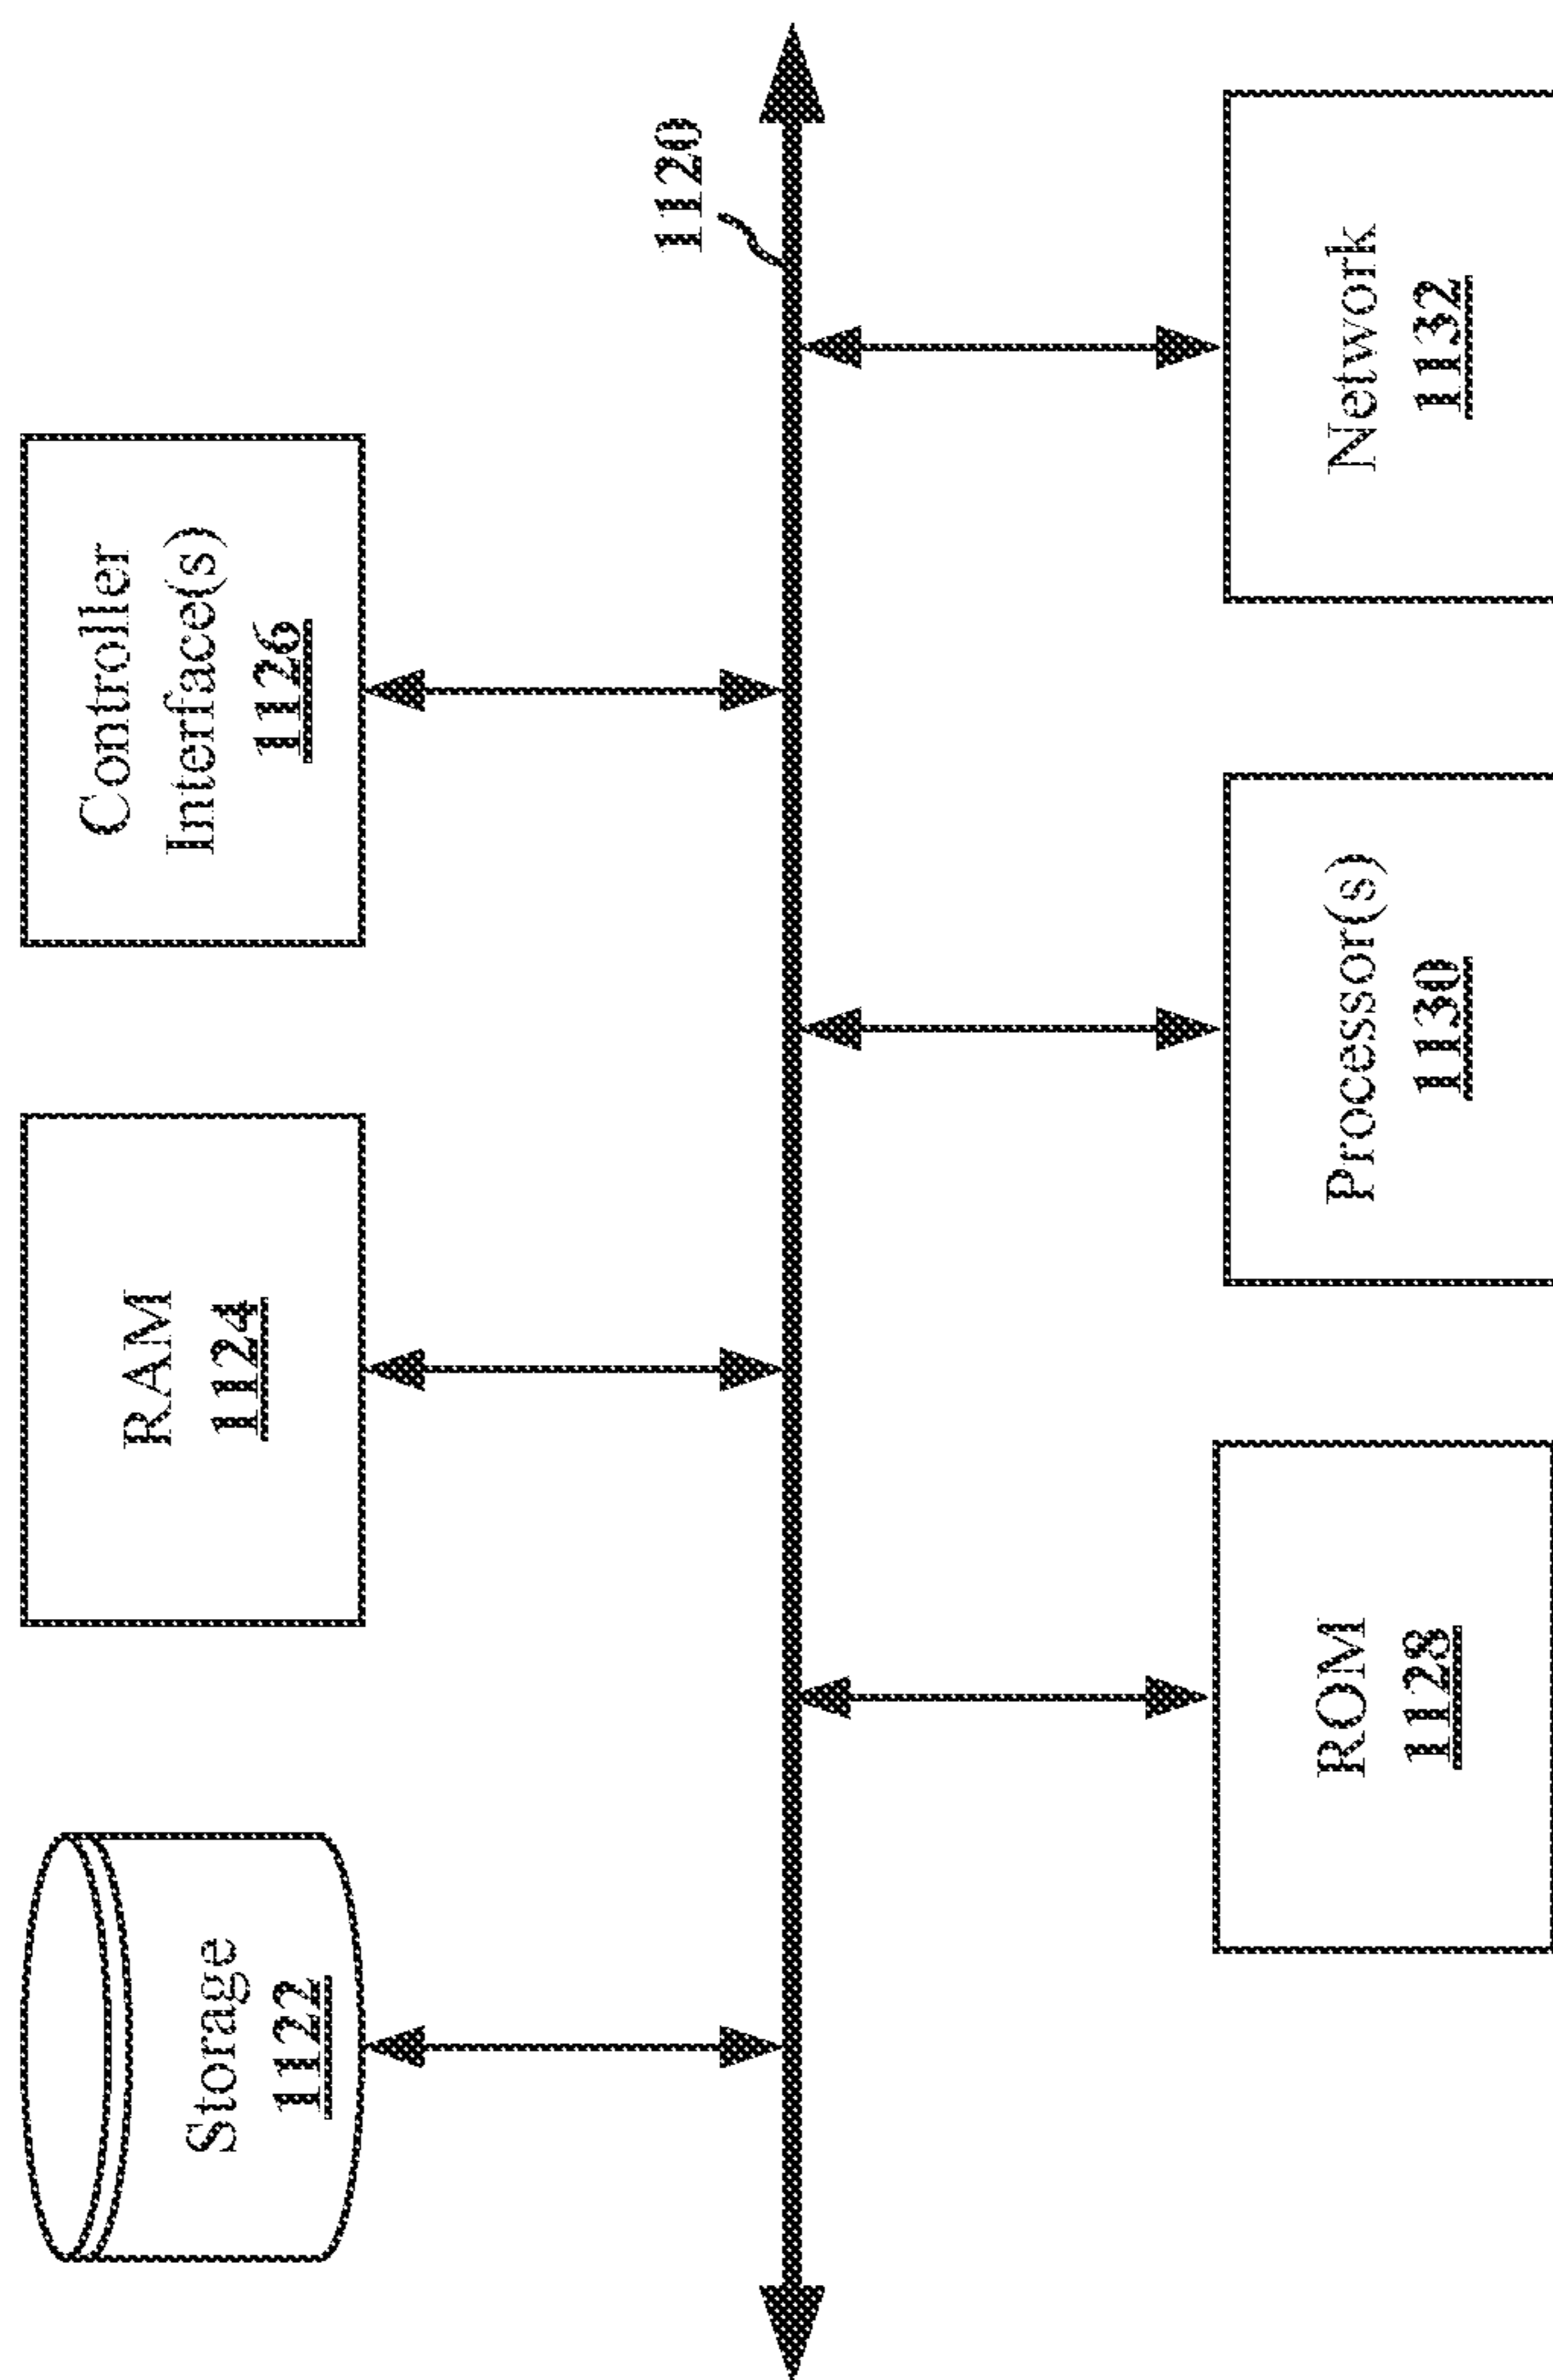 Storage
1122
RAM
1124
Controller
Interface(s)
1126
1120
ROM
1128
Processor(s)
1130
Network
1132